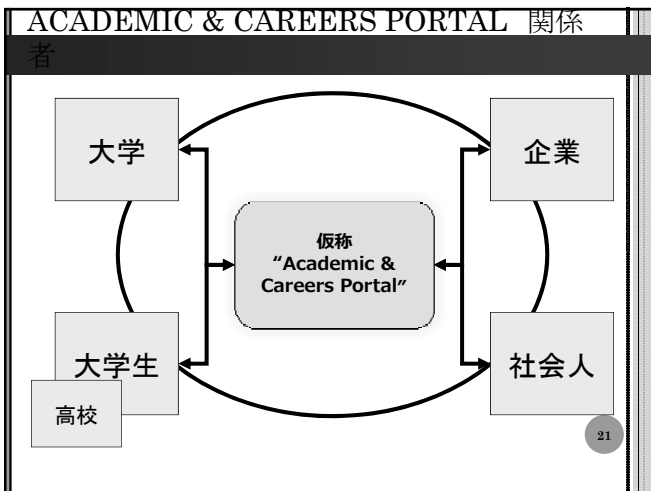 ACADEMIC & CAREERS PORTAL 関係
者
大学
企業
仮称
“Academic &
Careers Portal”
大学生
社会人
高校
21